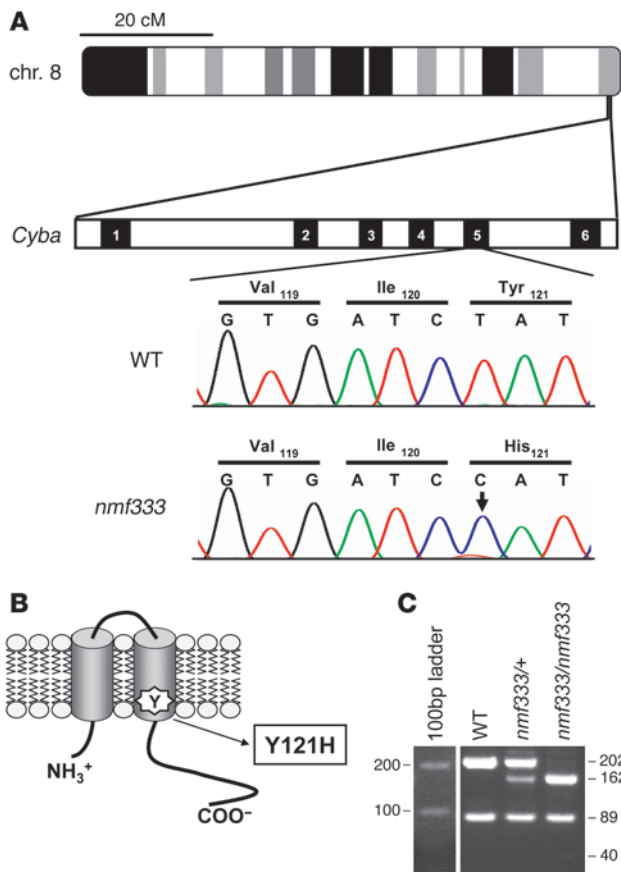 A
20 cM
chr. 8
Cyba
1 2 3 4 5 6
Val 119 Ile 120 Tyr 121
G T G A T C T A T
WT
Val 119 Ile 120 His121
G T G A T C C A T
nmf333
B
Y
Y121H
NH₃⁺
COO⁻
C
100bp ladder
WT
nmf333/+
nmf333/nmf333
200 –
100 –
– 202
– 162
– 89
– 40